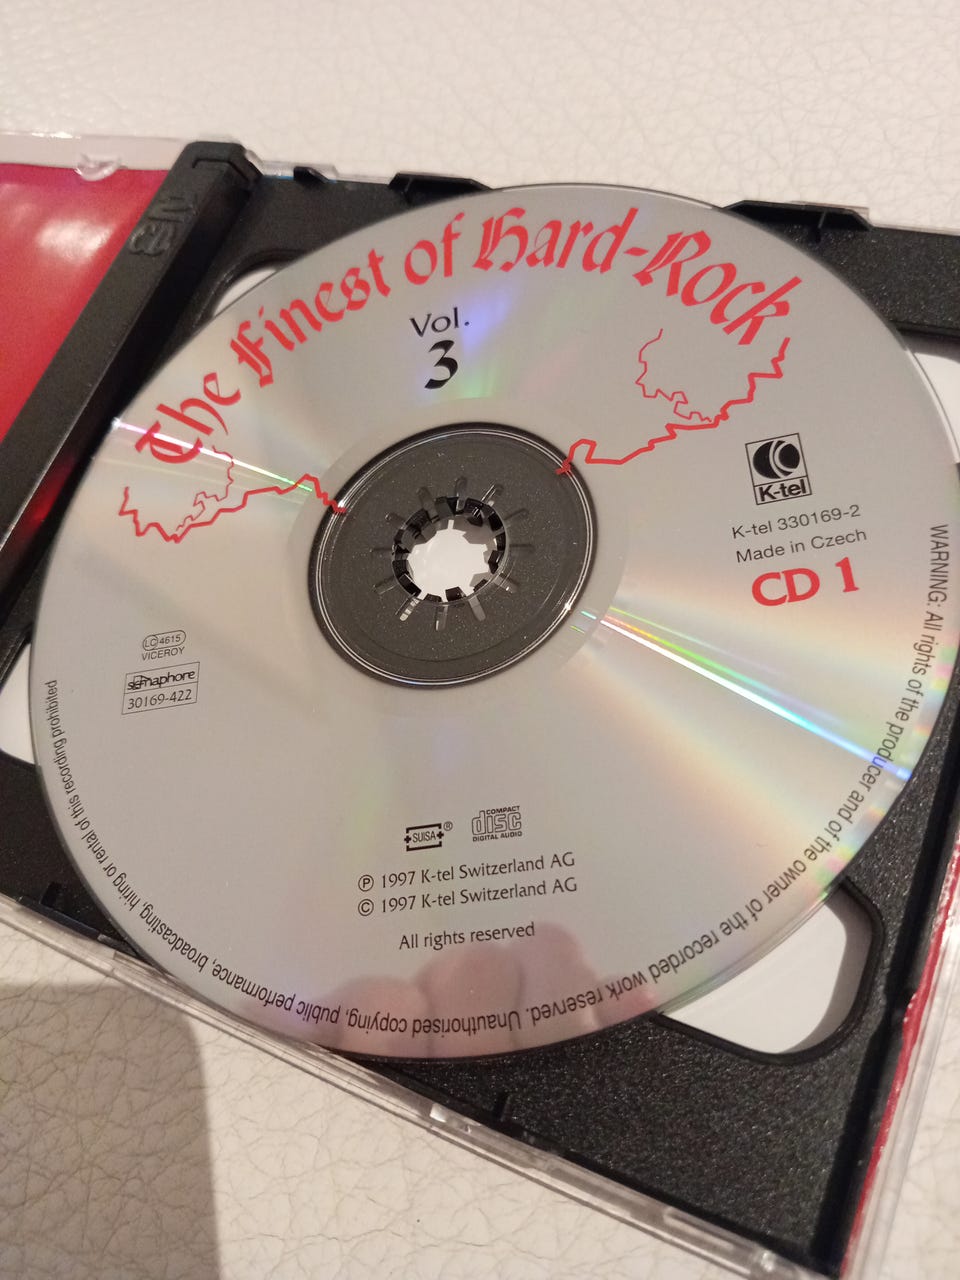 The Finest of Hard-Rock
Vol.
3
K-tel
K-tel 330169-2
Made in Czech
CD 1
LC 4615
VICEROY
semaphore
30169-422
SUISA ®
COMPACT
disc
DIGITAL AUDIO
℗ 1997 K-tel Switzerland AG
© 1997 K-tel Switzerland AG
All rights reserved
WARNING: All rights of the producer and of the owner of the recorded work reserved. Unauthorised copying, public performance, broadcasting, hiring or rental of this recording prohibited